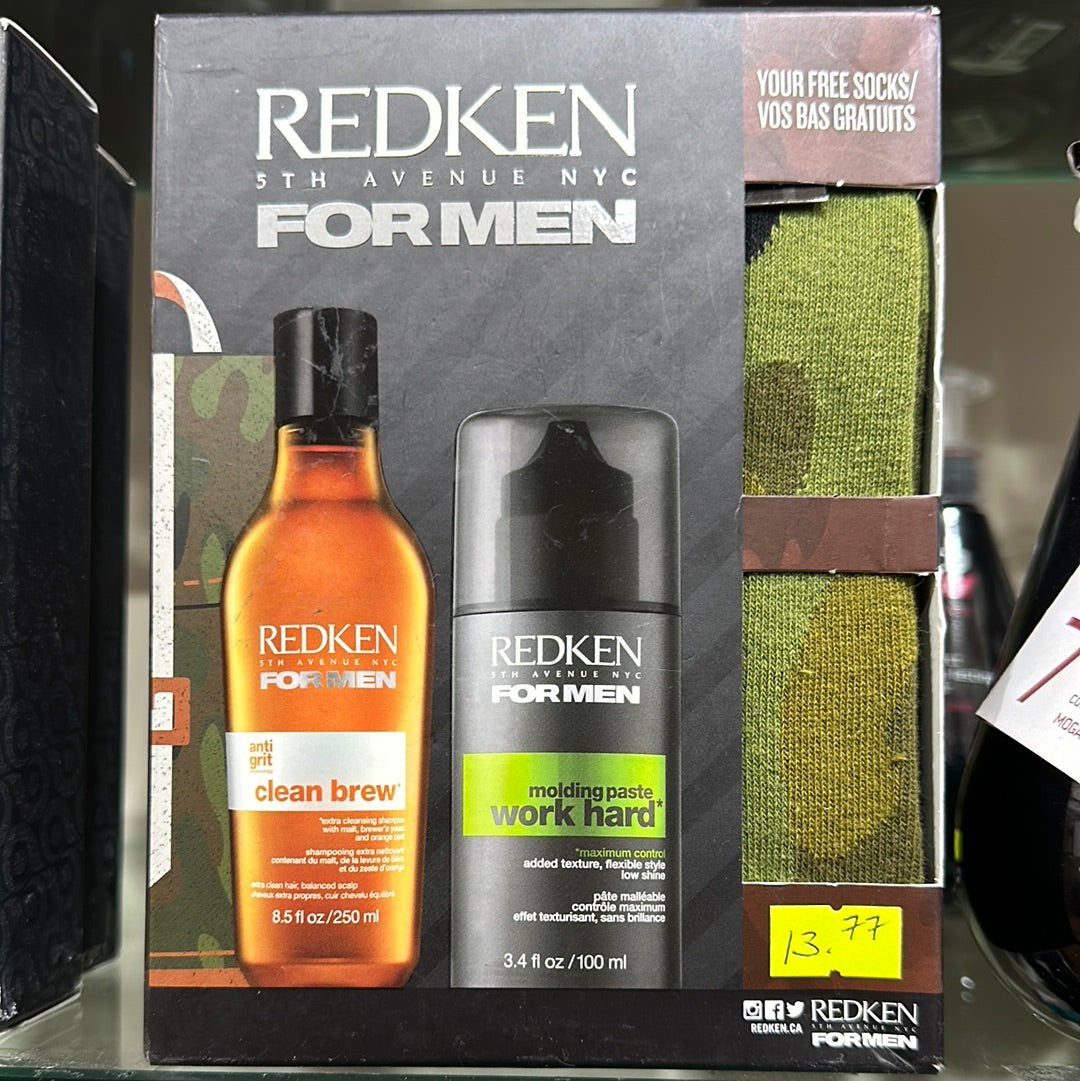 REDKEN
5TH AVENUE NYC
FOR MEN
YOUR FREE SOCKS/
VOS BAS GRATUITS
REDKEN
5TH AVENUE NYC
FOR MEN
anti
grit
technology
clean brew*
*extra cleansing shampoo
with malt, brewer's yeast
and orange zest
shampooing extra nettoyant
contenant du malt, de la levure de bière
et du zeste d'orange
extra clean hair, balanced scalp
cheveux extra propres, cuir chevelu équilibré
8.5 fl oz/250 ml
REDKEN
5TH AVENUE NYC
FOR MEN
molding paste
work hard*
*maximum control
added texture, flexible style
low shine
pâte malléable
contrôle maximum
effet texturisant, sans brillance
3.4 fl oz/100 ml
13.77
REDKEN.CA
REDKEN
5TH AVENUE NYC
FOR MEN
7